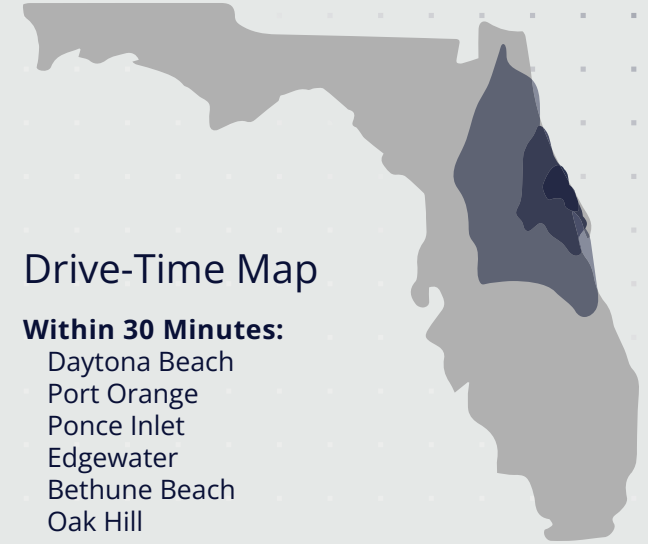 Drive-Time Map
Within 30 Minutes:
Daytona Beach
Port Orange
Ponce Inlet
Edgewater
Bethune Beach
Oak Hill